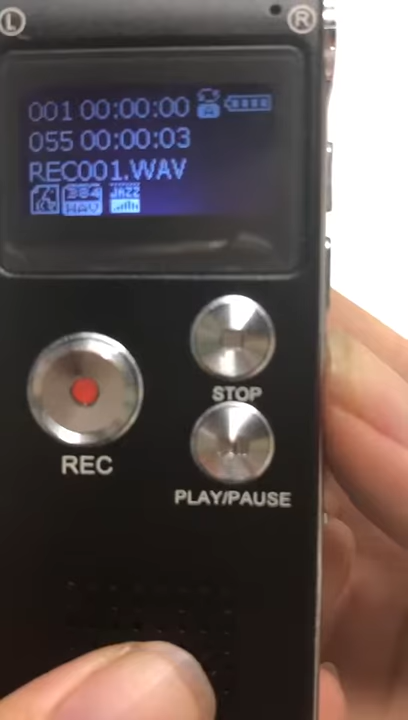 L R
001 00:00:00 A
055 00:00:03
REC001.WAV
384 WAV JAZZ
STOP
REC
PLAY/PAUSE